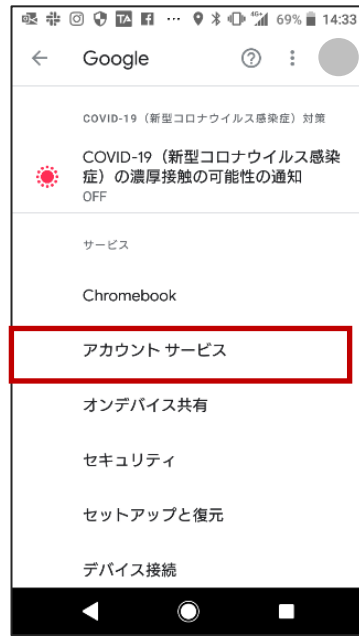 69% 14:33
Google
COVID-19（新型コロナウイルス感染症）対策
COVID-19（新型コロナウイルス感染
症）の濃厚接触の可能性の通知
OFF
サービス
Chromebook
アカウント サービス
オンデバイス共有
セキュリティ
セットアップと復元
デバイス接続